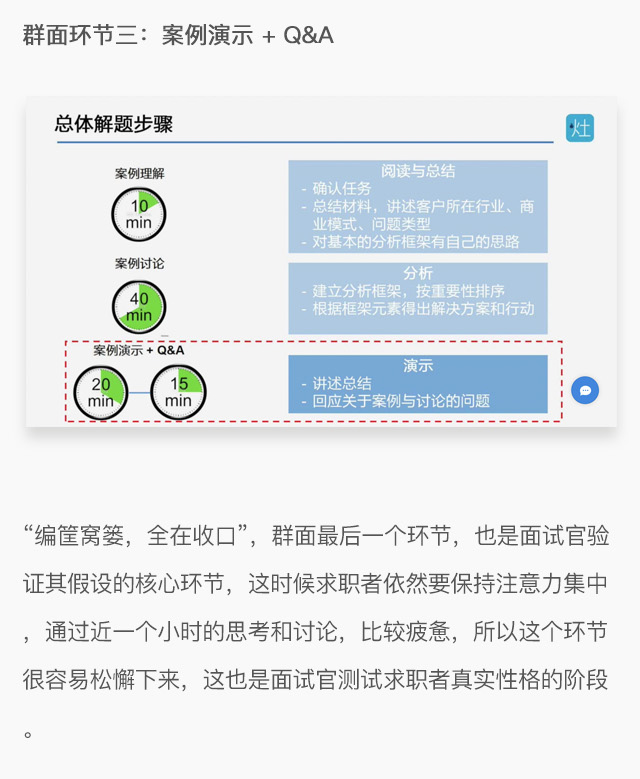 群面环节三：案例演示 + Q&A
总体解题步骤
灶
案例理解
10
min
阅读与总结
- 确认任务
- 总结材料，讲述客户所在行业、商
业模式、问题类型
- 对基本的分析框架有自己的思路
案例讨论
40
min
分析
- 建立分析框架，按重要性排序
- 根据框架元素得出解决方案和行动
案例演示 + Q&A
20
min
15
min
演示
- 讲述总结
- 回应关于案例与讨论的问题
“编筐窝篓，全在收口”，群面最后一个环节，也是面试官验
证其假设的核心环节，这时候求职者依然要保持注意力集中
，通过近一个小时的思考和讨论，比较疲惫，所以这个环节
很容易松懈下来，这也是面试官测试求职者真实性格的阶段
。